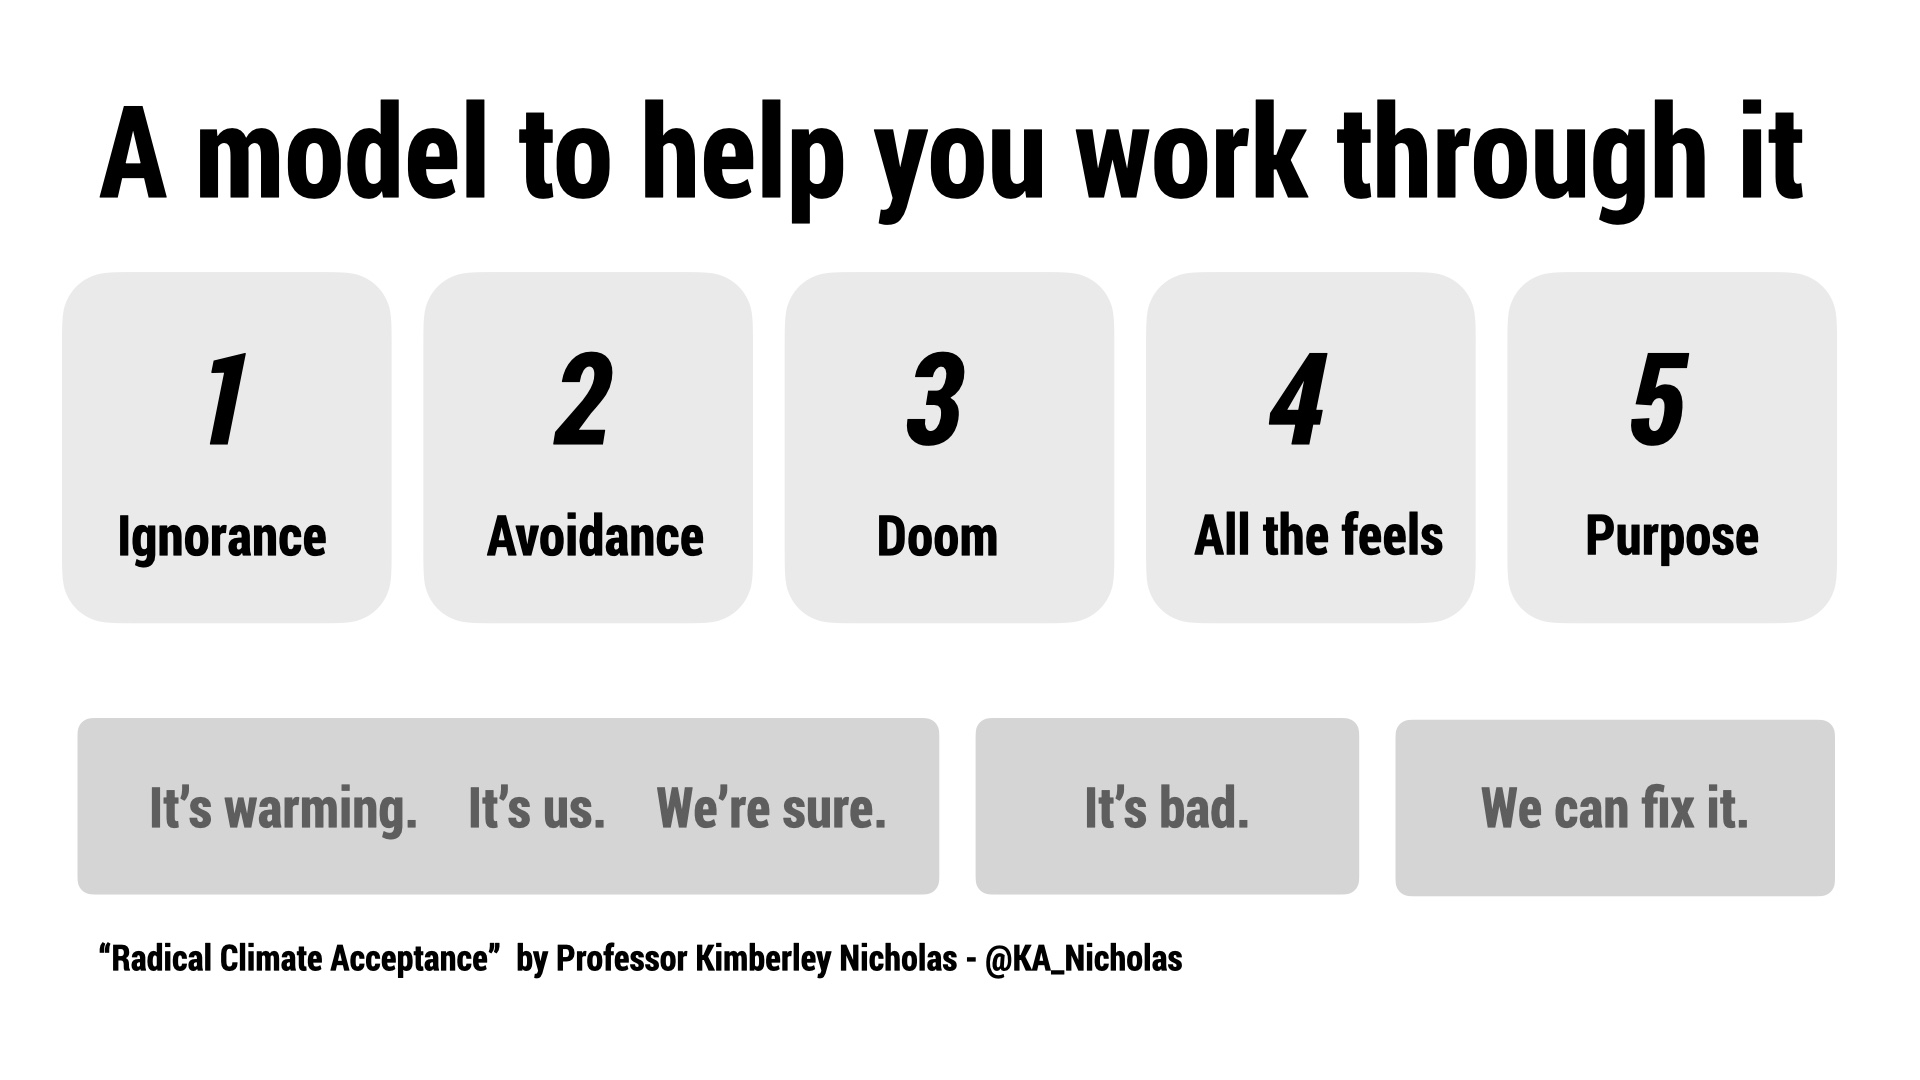 A model to help you work through it
1 2 3 4 5
Ignorance Avoidance Doom All the feels Purpose
It’s warming. It’s us. We’re sure. It’s bad. We can fix it.
“Radical Climate Acceptance” by Professor Kimberley Nicholas - @KA_Nicholas